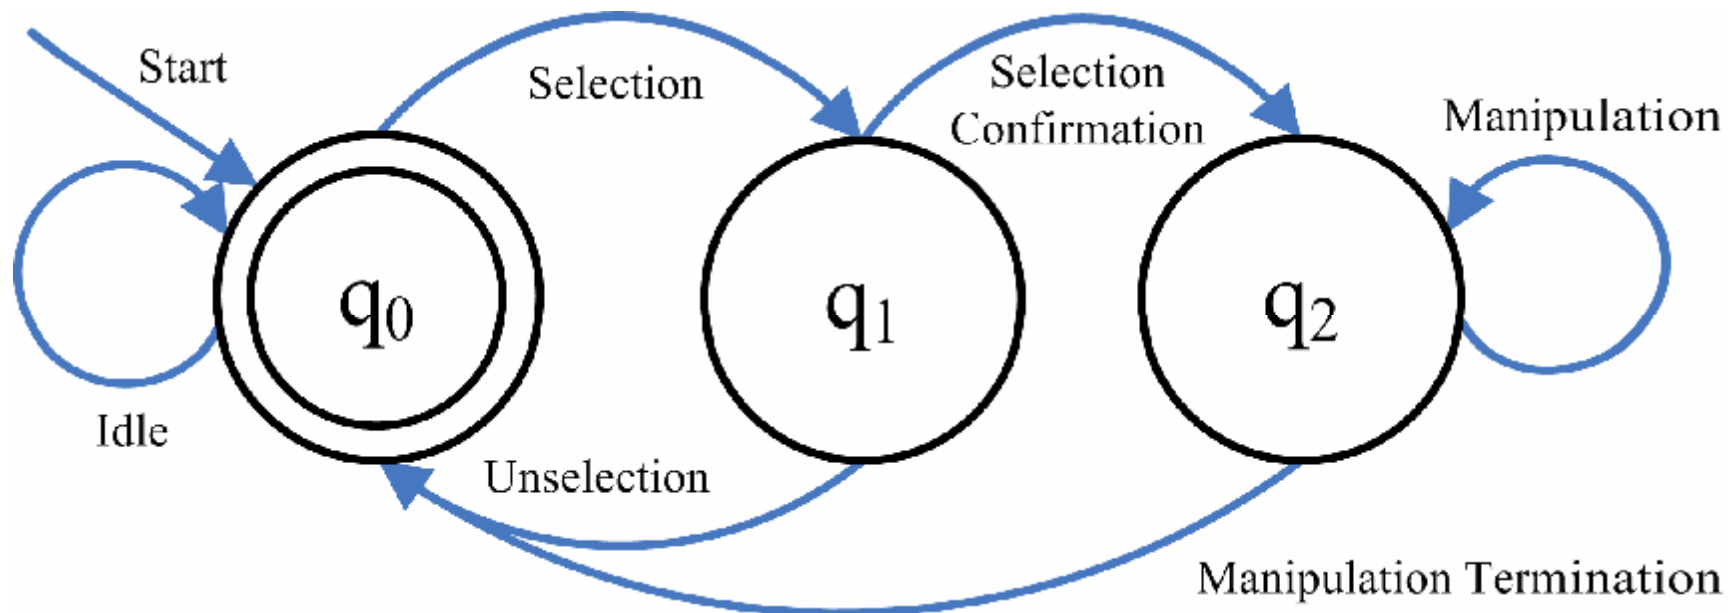 Start
Selection
Selection
Confirmation
Manipulation
q0
q1
q2
Idle
Unselection
Manipulation Termination